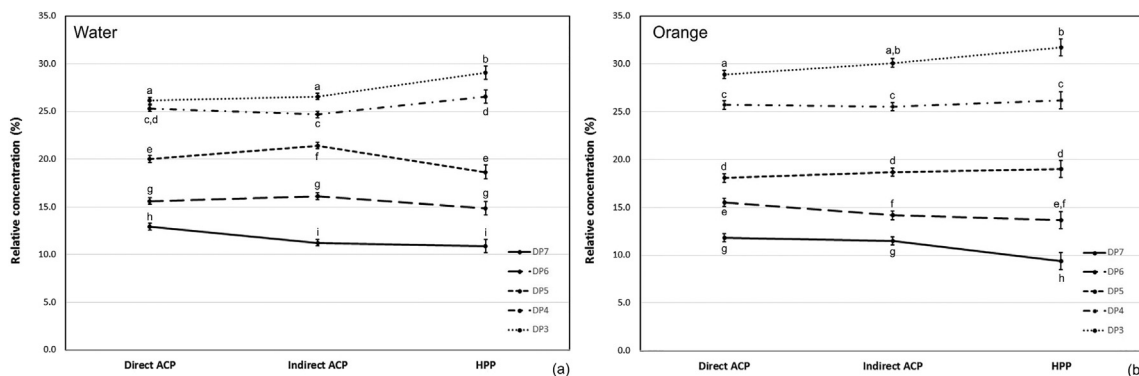 Water
Relative concentration (%)
35.0
30.0
25.0
20.0
15.0
10.0
5.0
0.0
a
a
b
c,d
c
d
e
f
e
g
g
g
h
i
i
DP7
DP6
DP5
DP4
DP3
Direct ACP
Indirect ACP
HPP
(a)
Orange
Relative concentration (%)
35.0
30.0
25.0
20.0
15.0
10.0
5.0
0.0
a
a,b
b
c
c
c
d
d
d
e
f
e,f
g
g
h
DP7
DP6
DP5
DP4
DP3
Direct ACP
Indirect ACP
HPP
(b)